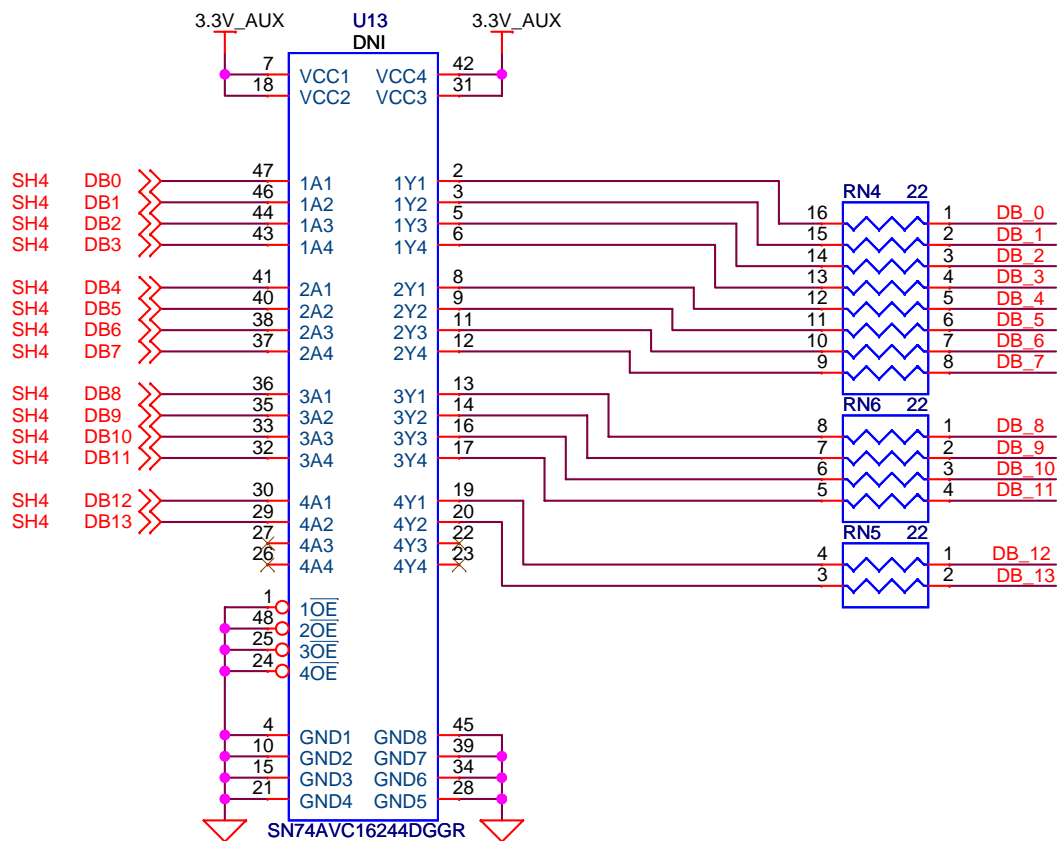 3.3V_AUX U13 3.3V_AUX
DNI
7 VCC1 VCC4 42
18 VCC2 VCC3 31
SH4 DB0 47 1A1 1Y1 2
SH4 DB1 46 1A2 1Y2 3
SH4 DB2 44 1A3 1Y3 5
SH4 DB3 43 1A4 1Y4 6
SH4 DB4 41 2A1 2Y1 8
SH4 DB5 40 2A2 2Y2 9
SH4 DB6 38 2A3 2Y3 11
SH4 DB7 37 2A4 2Y4 12
SH4 DB8 36 3A1 3Y1 13
SH4 DB9 35 3A2 3Y2 14
SH4 DB10 33 3A3 3Y3 16
SH4 DB11 32 3A4 3Y4 17
SH4 DB12 30 4A1 4Y1 19
SH4 DB13 29 4A2 4Y2 20
27 4A3 4Y3 22
26 4A4 4Y4 23
1 1OE
48 2OE
25 3OE
24 4OE
4 GND1 GND8 45
10 GND2 GND7 39
15 GND3 GND6 34
21 GND4 GND5 28
SN74AVC16244DGGR
RN4 22
16 1 DB_0
15 2 DB_1
14 3 DB_2
13 4 DB_3
12 5 DB_4
11 6 DB_5
10 7 DB_6
9 8 DB_7
RN6 22
8 1 DB_8
7 2 DB_9
6 3 DB_10
5 4 DB_11
RN5 22
4 1 DB_12
3 2 DB_13